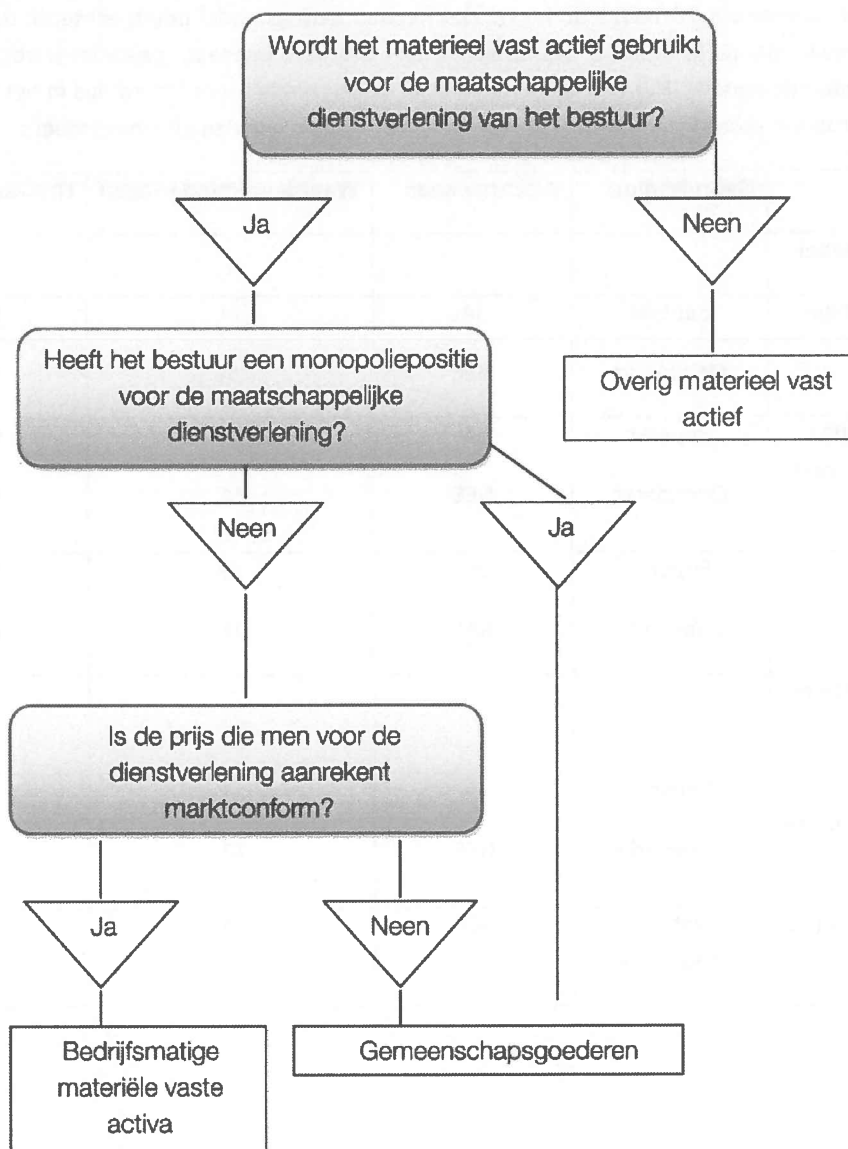 Wordt het materieel vast actief gebruikt
voor de maatschappelijke
dienstverlening van het bestuur?
Ja
Neen
Heeft het bestuur een monopoliepositie
voor de maatschappelijke
dienstverlening?
Overig materieel vast
actief
Neen
Ja
Is de prijs die men voor de
dienstverlening aanrekent
marktconform?
Ja
Neen
Bedrijfsmatige
materiële vaste
activa
Gemeenschapsgoederen